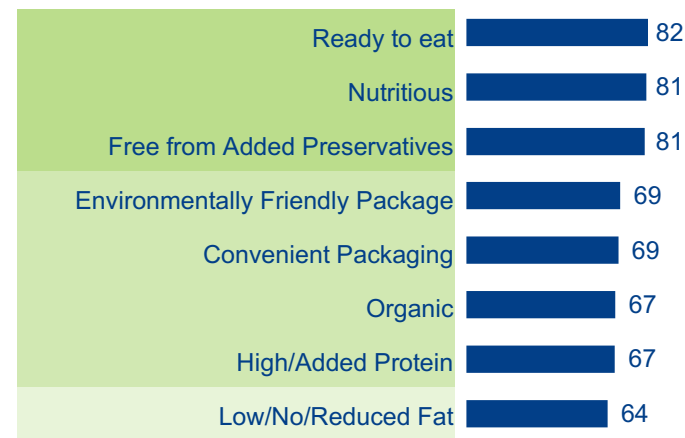 Ready to eat 82
Nutritious 81
Free from Added Preservatives 81
Environmentally Friendly Package 69
Convenient Packaging 69
Organic 67
High/Added Protein 67
Low/No/Reduced Fat 64